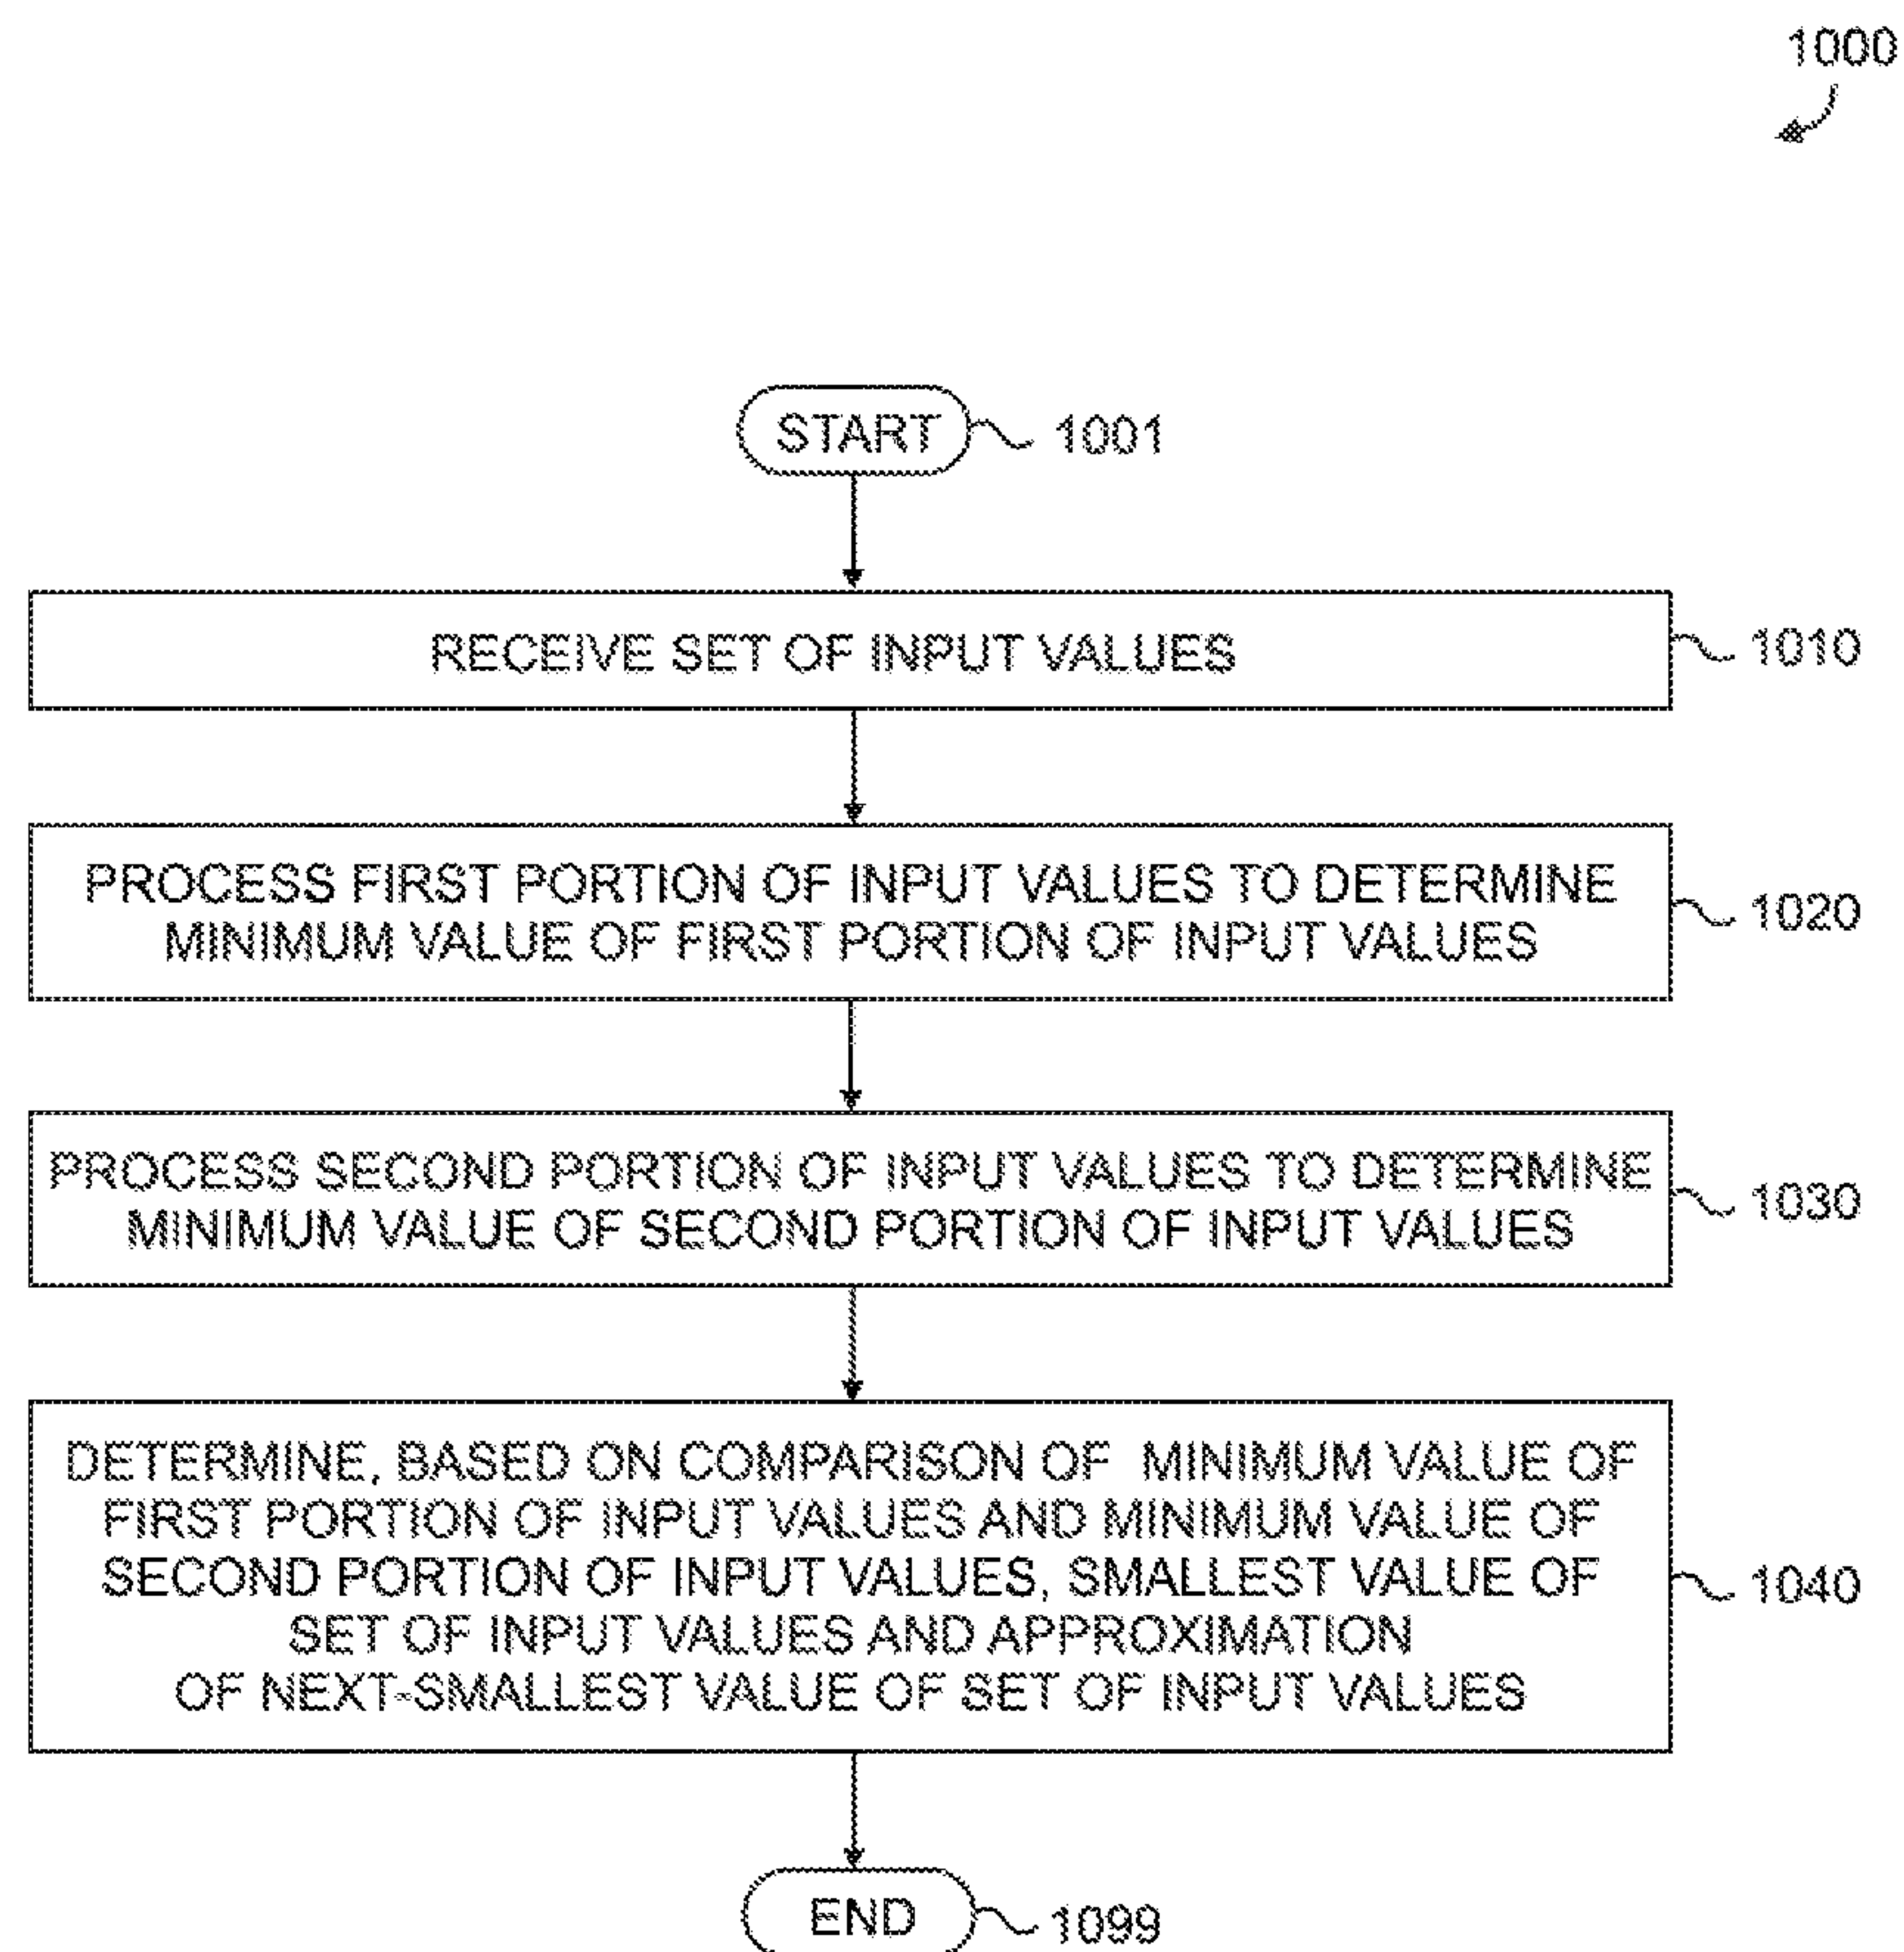 1000
START 1001
RECEIVE SET OF INPUT VALUES 1010
PROCESS FIRST PORTION OF INPUT VALUES TO DETERMINE
MINIMUM VALUE OF FIRST PORTION OF INPUT VALUES
1020
PROCESS SECOND PORTION OF INPUT VALUES TO DETERMINE
MINIMUM VALUE OF SECOND PORTION OF INPUT VALUES
1030
DETERMINE, BASED ON COMPARISON OF MINIMUM VALUE OF
FIRST PORTION OF INPUT VALUES AND MINIMUM VALUE OF
SECOND PORTION OF INPUT VALUES, SMALLEST VALUE OF
SET OF INPUT VALUES AND APPROXIMATION
OF NEXT-SMALLEST VALUE OF SET OF INPUT VALUES
1040
END 1099